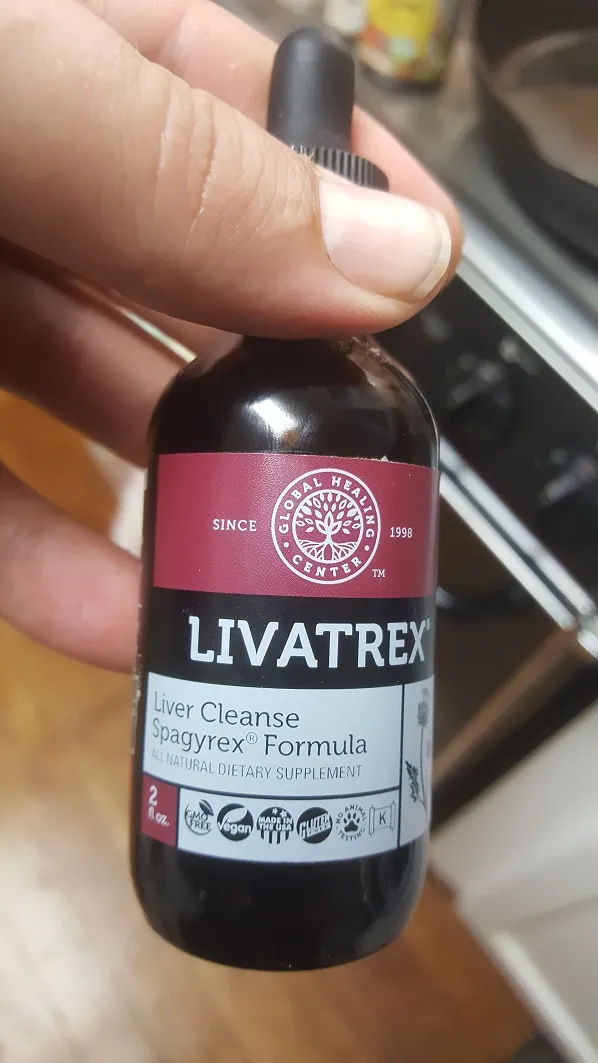 SINCE
GLOBAL HEALING
CENTER
TM
1998
LIVATREX®
Liver Cleanse
Spagyrex® Formula
ALL NATURAL DIETARY SUPPLEMENT
2
fl oz.
GMO
FREE
Vegan
MADE IN
THE USA
GLUTEN
NO ANIMAL
TESTING
K